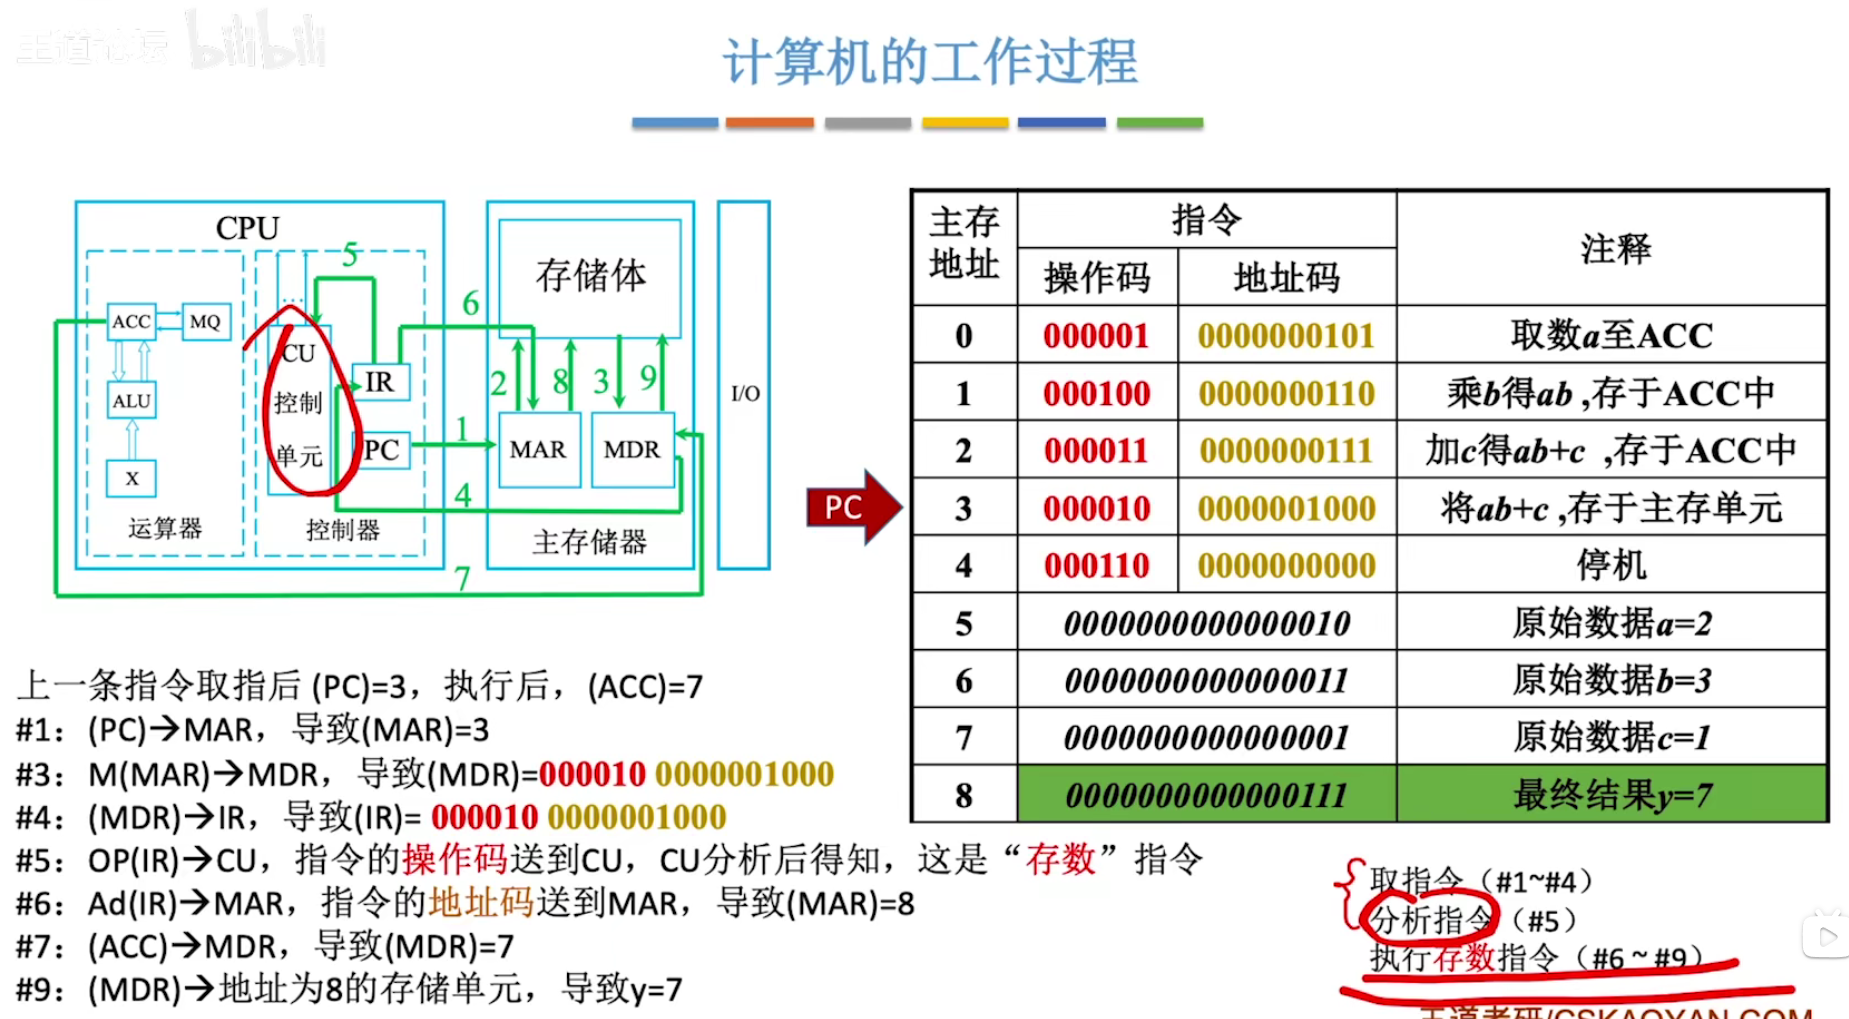 王道论坛 bilibili
计算机的工作过程
CPU
ACC
MQ
ALU
X
运算器
...
CU
控制
单元
IR
PC
控制器
存储体
MAR
MDR
主存储器
I/O
5
6
2
8
3
9
1
4
7
PC
主存地址 指令 注释
操作码 地址码
0 000001 0000000101 取数a至ACC
1 000100 0000000110 乘b得ab ,存于ACC中
2 000011 0000000111 加c得ab+c ,存于ACC中
3 000010 0000001000 将ab+c ,存于主存单元
4 000110 0000000000 停机
5 0000000000000010 原始数据a=2
6 0000000000000011 原始数据b=3
7 0000000000000001 原始数据c=1
8 0000000000000111 最终结果y=7
上一条指令取指后 (PC)=3，执行后，(ACC)=7
#1：(PC)→MAR，导致(MAR)=3
#3：M(MAR)→MDR，导致(MDR)=000010 0000001000
#4：(MDR)→IR，导致(IR)= 000010 0000001000
#5：OP(IR)→CU，指令的操作码送到CU，CU分析后得知，这是“存数”指令
#6：Ad(IR)→MAR，指令的地址码送到MAR，导致(MAR)=8
#7：(ACC)→MDR，导致(MDR)=7
#9：(MDR)→地址为8的存储单元，导致y=7
取指令（#1~#4）
分析指令（#5）
执行存数指令（#6~#9）
王道考研/CSKAOYAN.COM